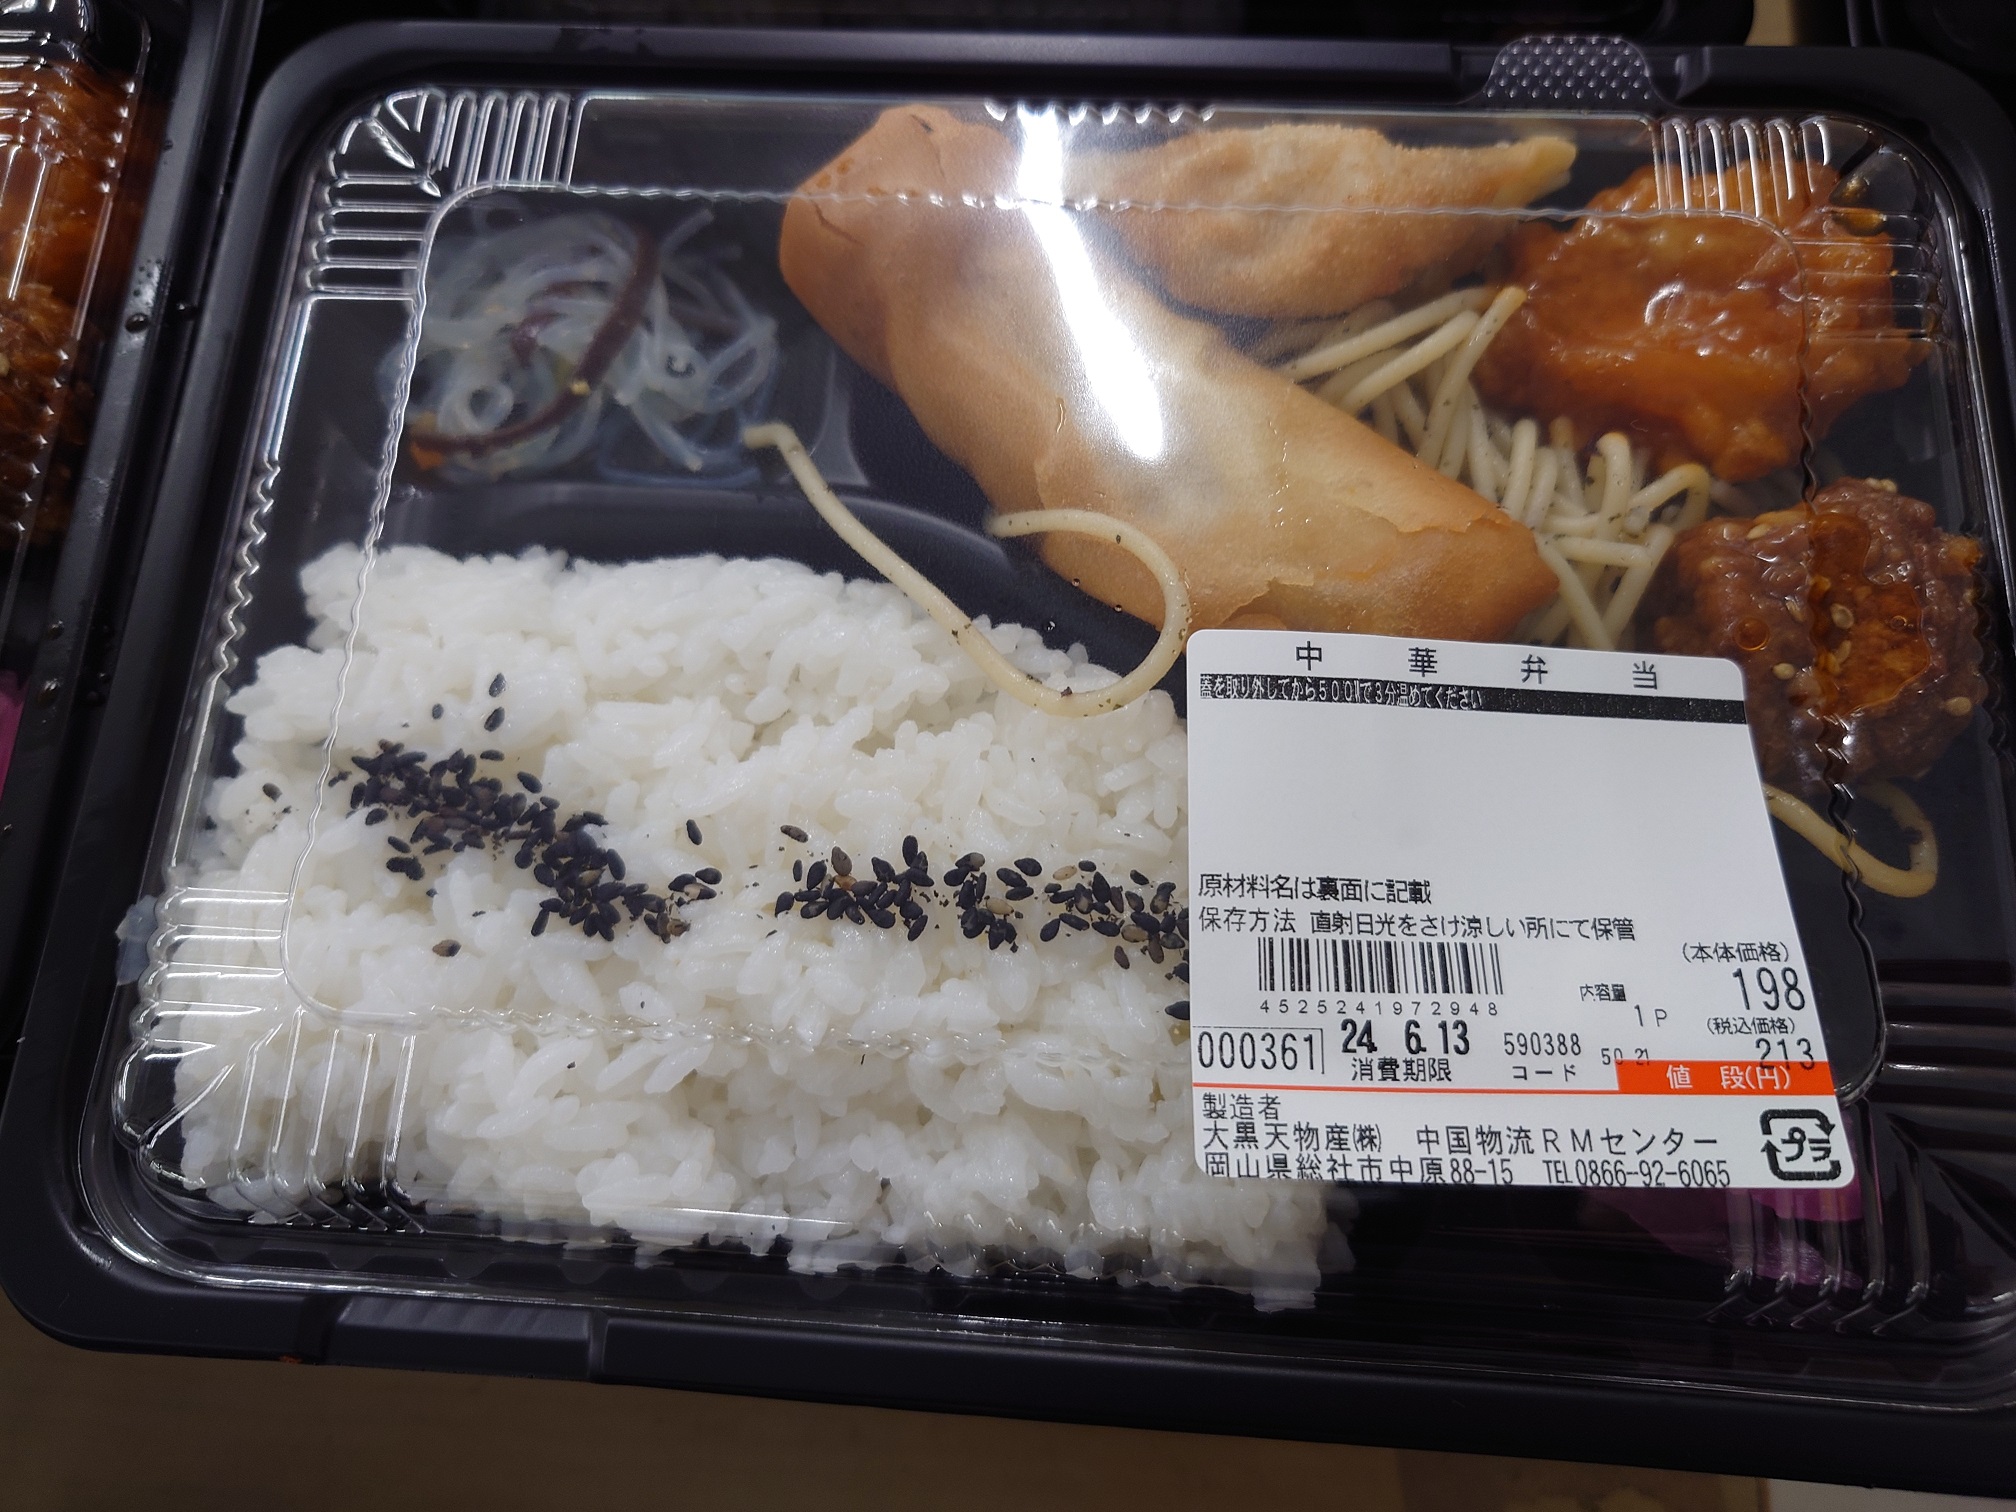 中華弁当
蓋を取り外してから500Wで3分温めてください
原材料名は裏面に記載
保存方法 直射日光をさけ涼しい所にて保管
(本体価格)
198
4525241972948
内容量
1P
(税込価格)
213
000361
24. 6.13
消費期限
590388
コード
50 21
値段(円)
製造者
大黒天物産㈱ 中国物流RMセンター
岡山県総社市中原88-15 TEL0866-92-6065
プラ